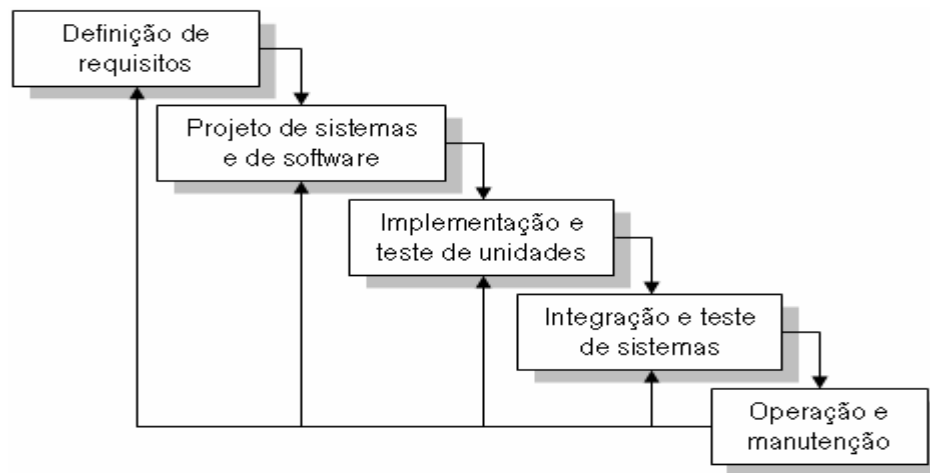 Definição de
requisitos
Projeto de sistemas
e de software
Implementação e
teste de unidades
Integração e teste
de sistemas
Operação e
manutenção